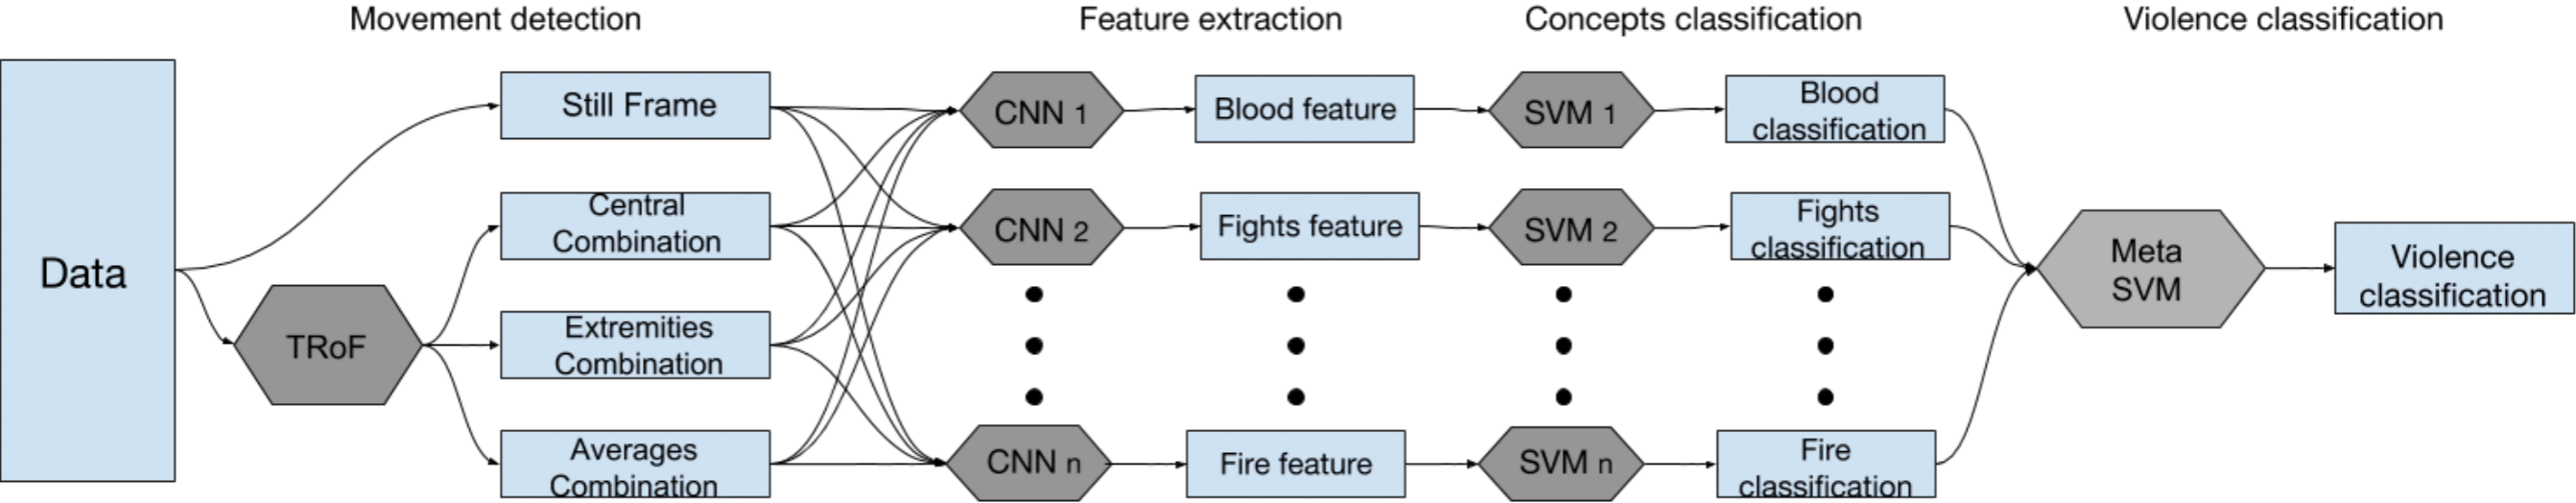 Movement detection
Feature extraction
Concepts classification
Violence classification
Data
TRoF
Still Frame
Central
Combination
Extremities
Combination
Averages
Combination
CNN 1
CNN 2
CNN n
Blood feature
Fights feature
Fire feature
SVM 1
SVM 2
SVM n
Blood
classification
Fights
classification
Fire
classification
Meta
SVM
Violence
classification